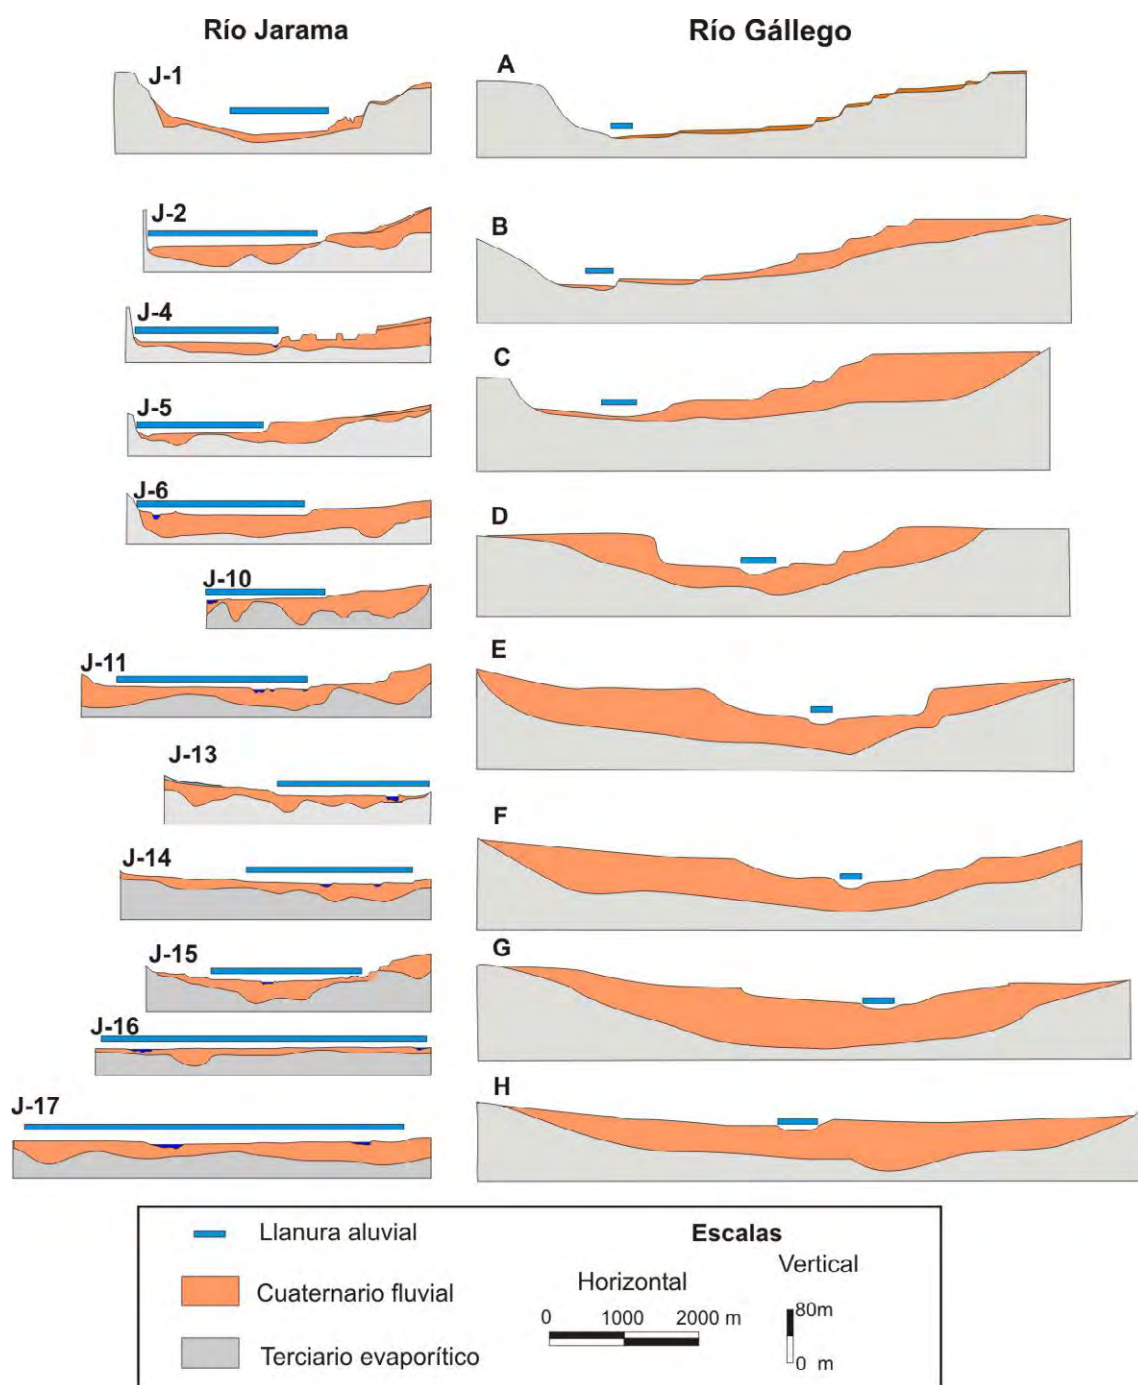 Río Jarama
Río Gállego
J-1
A
J-2
B
J-4
C
J-5
J-6
D
J-10
E
J-11
J-13
F
J-14
G
J-15
J-16
H
J-17
Llanura aluvial
Escalas
Vertical
Cuaternario fluvial
Horizontal
0 1000 2000 m
80m
Terciario evaporítico
0 m